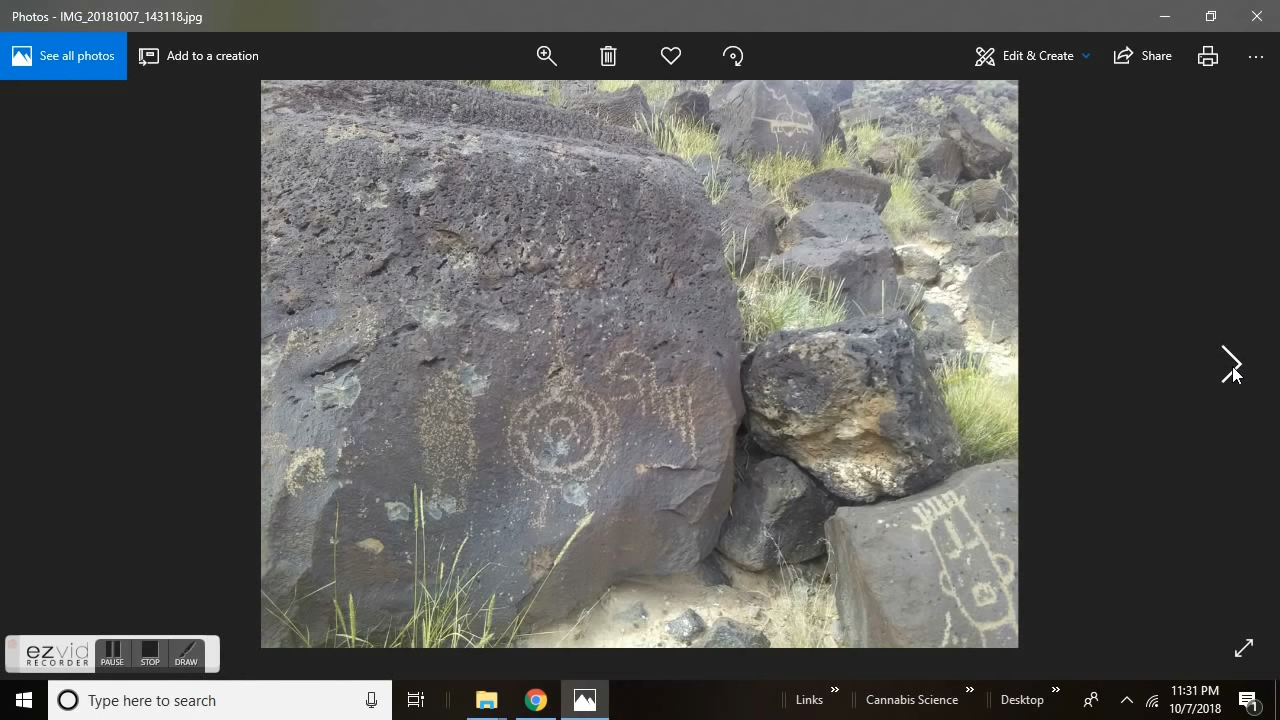 Photos - IMG_20181007_143118.jpg
See all photos
Add to a creation
Edit & Create
Share
ezvid
RECORDER
PAUSE
STOP
DRAW
Type here to search
Links
Cannabis Science
Desktop
11:31 PM
10/7/2018
1